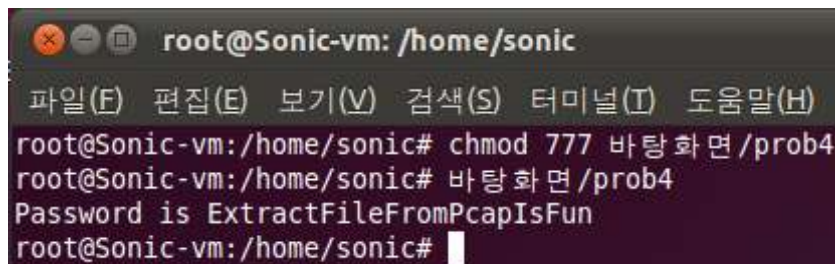 root@Sonic-vm: /home/sonic
파일(F) 편집(E) 보기(V) 검색(S) 터미널(T) 도움말(H)
root@Sonic-vm:/home/sonic# chmod 777 바탕화면/prob4
root@Sonic-vm:/home/sonic# 바탕화면/prob4
Password is ExtractFileFromPcapIsFun
root@Sonic-vm:/home/sonic#